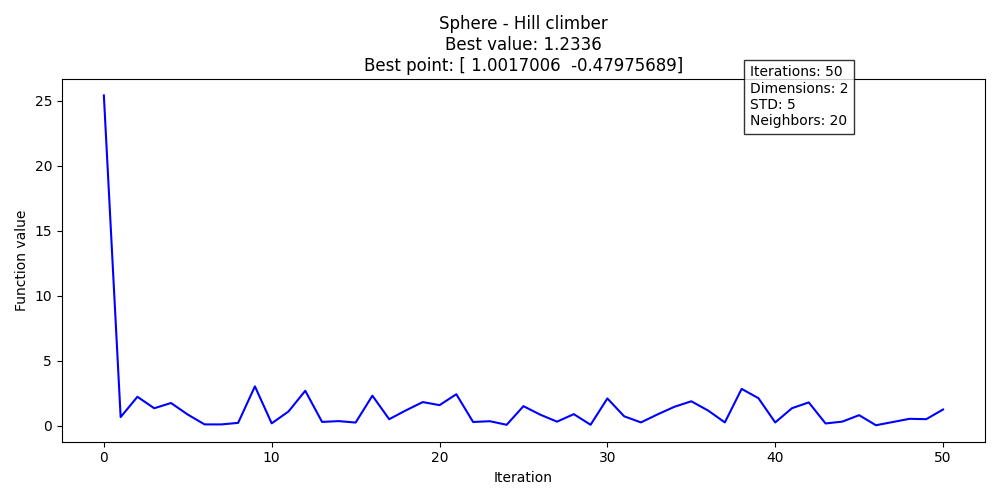 Sphere - Hill climber
Best value: 1.2336
Best point: [ 1.0017006  -0.47975689]
Iterations: 50
Dimensions: 2
STD: 5
Neighbors: 20
Function value
25
20
15
10
5
0
0 10 20 30 40 50
Iteration